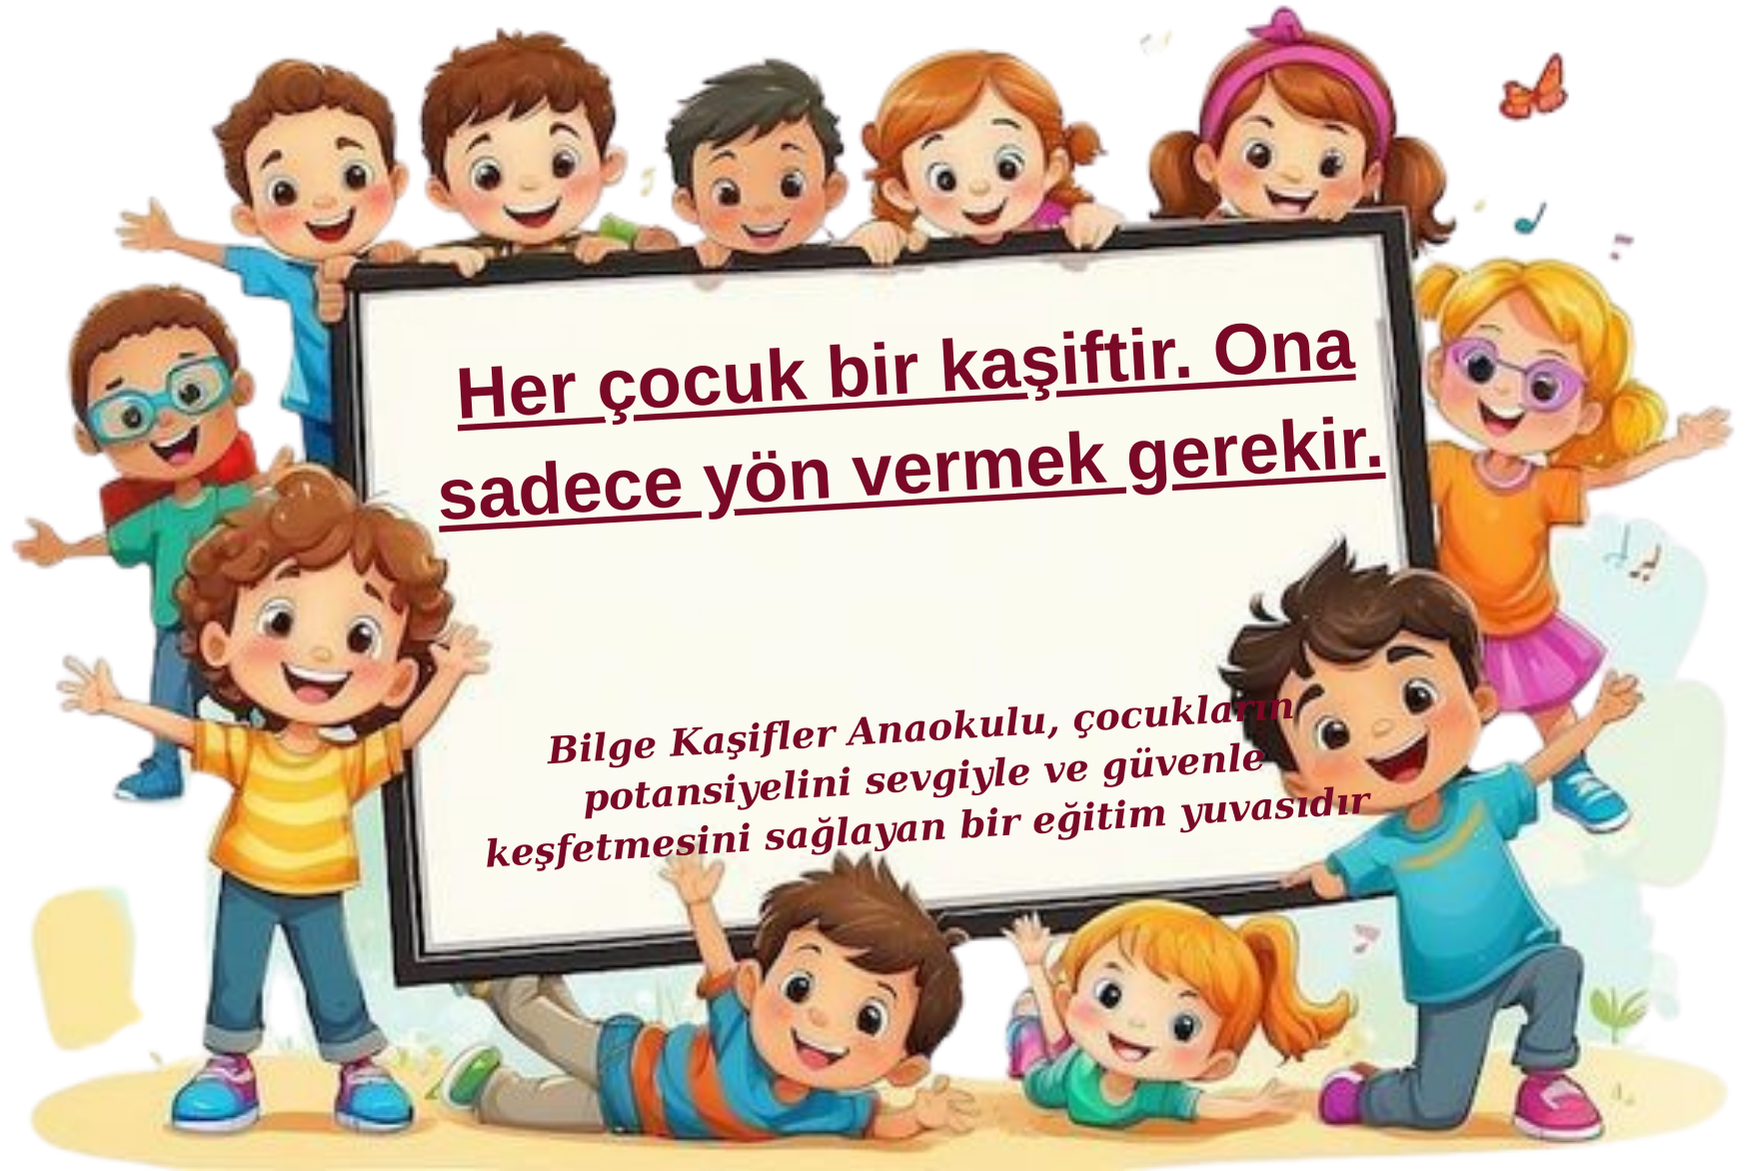 Her çocuk bir kaşiftir. Ona
sadece yön vermek gerekir.
Bilge Kaşifler Anaokulu, çocukların
potansiyelini sevgiyle ve güvenle
keşfetmesini sağlayan bir eğitim yuvasıdır